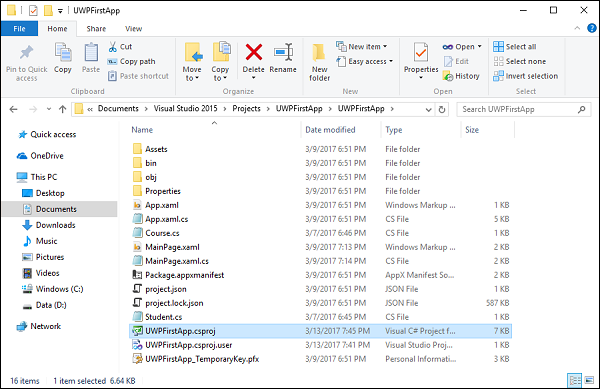 UWPFirstApp
File Home Share View
Pin to Quick access
Copy
Paste
Cut
Copy path
Paste shortcut
Clipboard
Move to
Copy to
Delete
Rename
Organize
New folder
New item
Easy access
New
Properties
Open
Edit
History
Open
Select all
Select none
Invert selection
Select
« Documents > Visual Studio 2015 > Projects > UWPFirstApp > UWPFirstApp >
Search UWPFirstApp
Quick access
OneDrive
This PC
Desktop
Documents
Downloads
Music
Pictures
Videos
Windows (C:)
Data (D:)
Network
Name Date modified Type Size
Assets 3/9/2017 6:51 PM File folder
bin 3/9/2017 6:51 PM File folder
obj 3/9/2017 6:51 PM File folder
Properties 3/9/2017 6:51 PM File folder
App.xaml 3/9/2017 6:51 PM Windows Markup ... 1 KB
App.xaml.cs 3/9/2017 6:51 PM CS File 5 KB
Course.cs 3/7/2017 6:46 PM CS File 1 KB
MainPage.xaml 3/9/2017 7:13 PM Windows Markup ... 2 KB
MainPage.xaml.cs 3/9/2017 7:14 PM CS File 2 KB
Package.appxmanifest 3/9/2017 6:51 PM AppX Manifest So... 2 KB
project.json 3/9/2017 6:51 PM JSON File 1 KB
project.lock.json 3/9/2017 6:51 PM JSON File 587 KB
Student.cs 3/7/2017 6:45 PM CS File 1 KB
UWPFirstApp.csproj 3/13/2017 7:45 PM Visual C# Project f... 7 KB
UWPFirstApp.csproj.user 3/13/2017 7:41 PM Visual Studio Proj... 1 KB
UWPFirstApp_TemporaryKey.pfx 3/9/2017 6:51 PM Personal Informati... 3 KB
16 items 1 item selected 6.64 KB